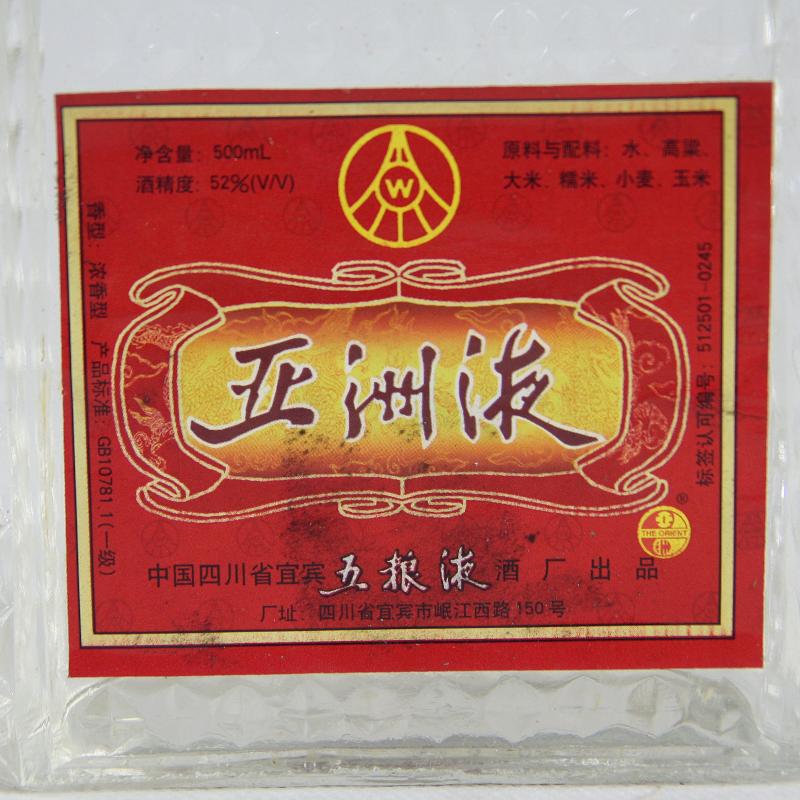 净含量：500mL
酒精度：52%(V/V)
W
原料与配料：水、高粱、
大米、糯米、小麦、玉米
香型：浓香型 产品标准：GB10781.1(一级)
亚洲液
标签认可编号：512501-0245
®
THE ORIENT
中国四川省宜宾五粮液酒厂出品
厂址：四川省宜宾市岷江西路150号